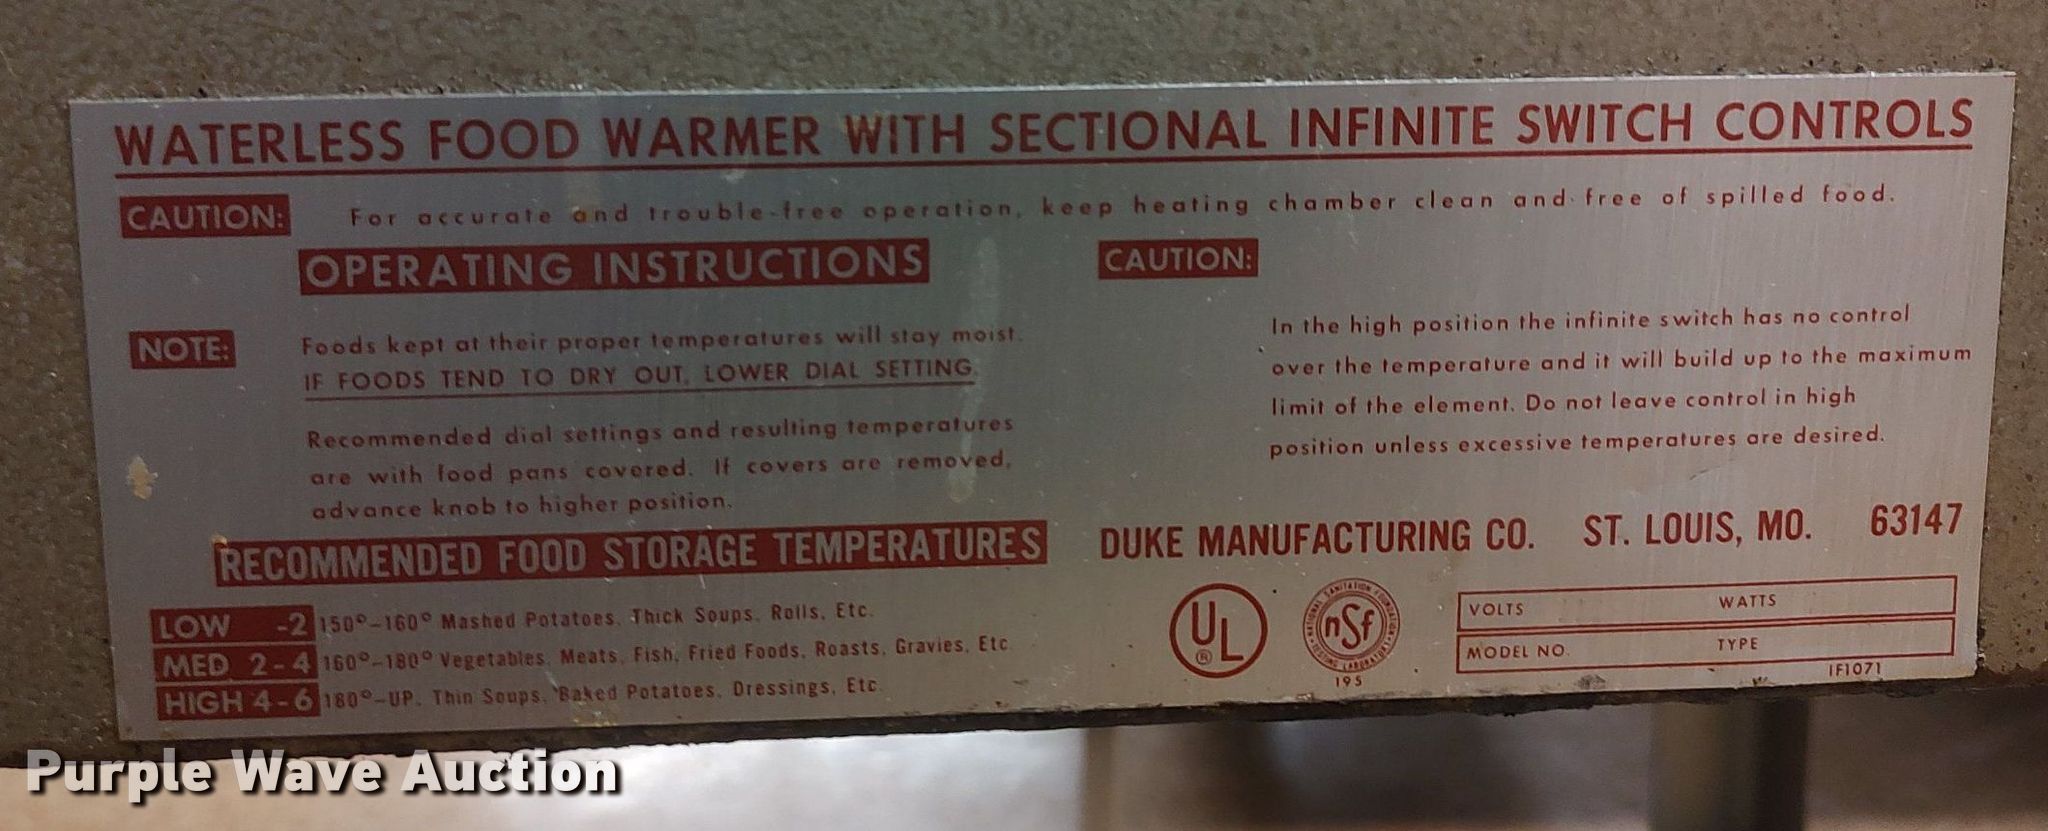 WATERLESS FOOD WARMER WITH SECTIONAL INFINITE SWITCH CONTROLS
CAUTION: For accurate and trouble-free operation, keep heating chamber clean and free of spilled food.
OPERATING INSTRUCTIONS
NOTE: Foods kept at their proper temperatures will stay moist.
IF FOODS TEND TO DRY OUT, LOWER DIAL SETTING.
Recommended dial settings and resulting temperatures
are with food pans covered. If covers are removed,
advance knob to higher position.
CAUTION:
In the high position the infinite switch has no control
over the temperature and it will build up to the maximum
limit of the element. Do not leave control in high
position unless excessive temperatures are desired.
RECOMMENDED FOOD STORAGE TEMPERATURES
LOW -2 150°-160° Mashed Potatoes, Thick Soups, Rolls, Etc.
MED 2-4 160°-180° Vegetables, Meats, Fish, Fried Foods, Roasts, Gravies, Etc
HIGH 4-6 180°-UP. Thin Soups, Baked Potatoes, Dressings, Etc.
DUKE MANUFACTURING CO. ST. LOUIS, MO. 63147
UL ®
NATIONAL SANITATION FOUNDATION TESTING LABORATORY
nSf
195
VOLTS WATTS
MODEL NO. TYPE
IF1071
Purple Wave Auction